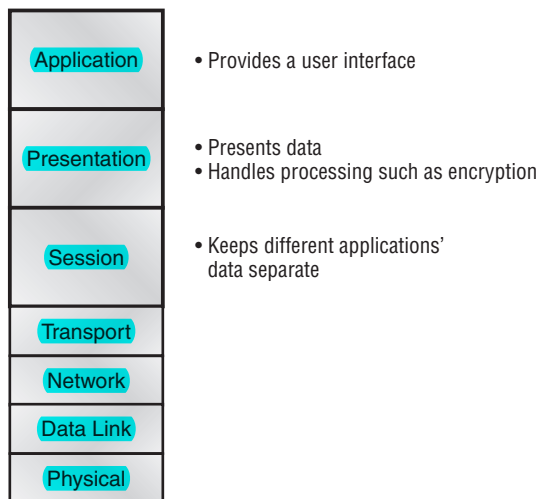 Application
• Provides a user interface
Presentation
• Presents data
• Handles processing such as encryption
Session
• Keeps different applications’
data separate
Transport
Network
Data Link
Physical